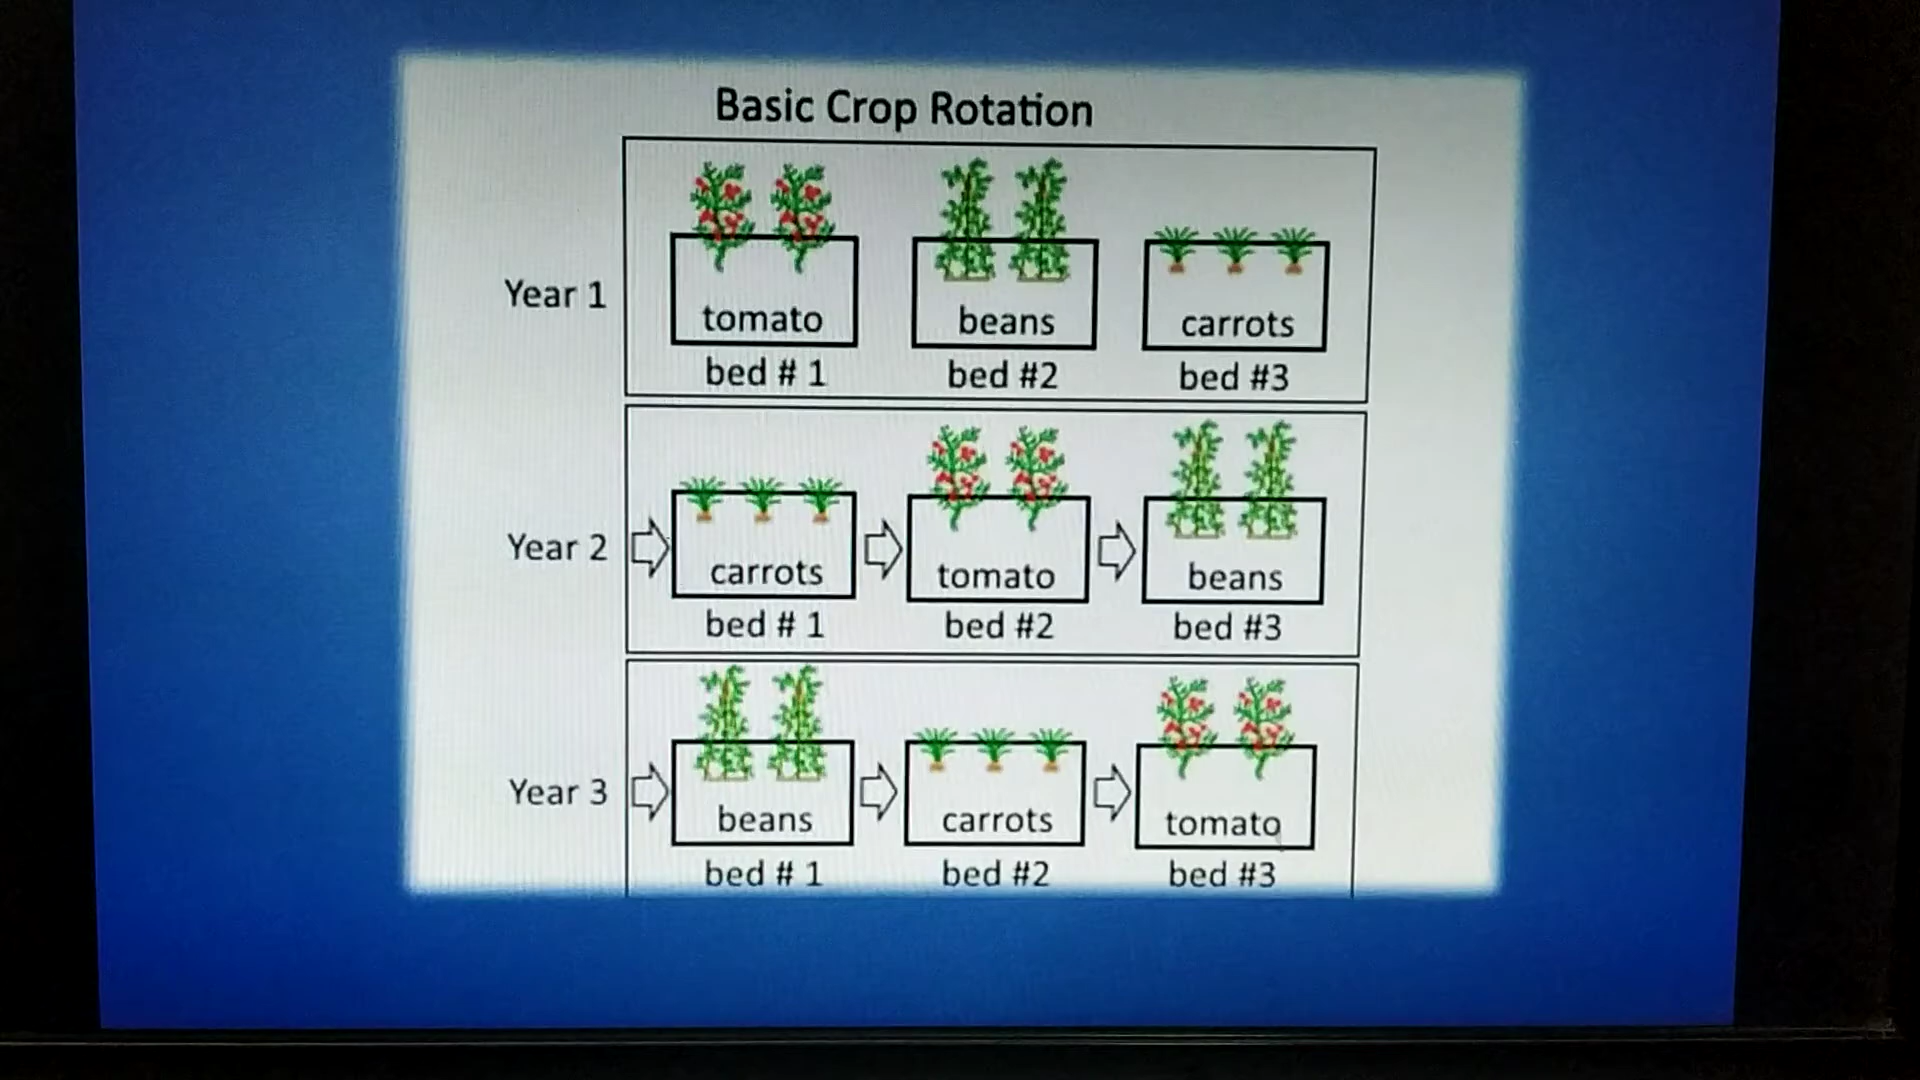 Basic Crop Rotation
Year 1
tomato
beans
carrots
bed # 1
bed #2
bed #3
Year 2
carrots
tomato
beans
bed # 1
bed #2
bed #3
Year 3
beans
carrots
tomato
bed # 1
bed #2
bed #3